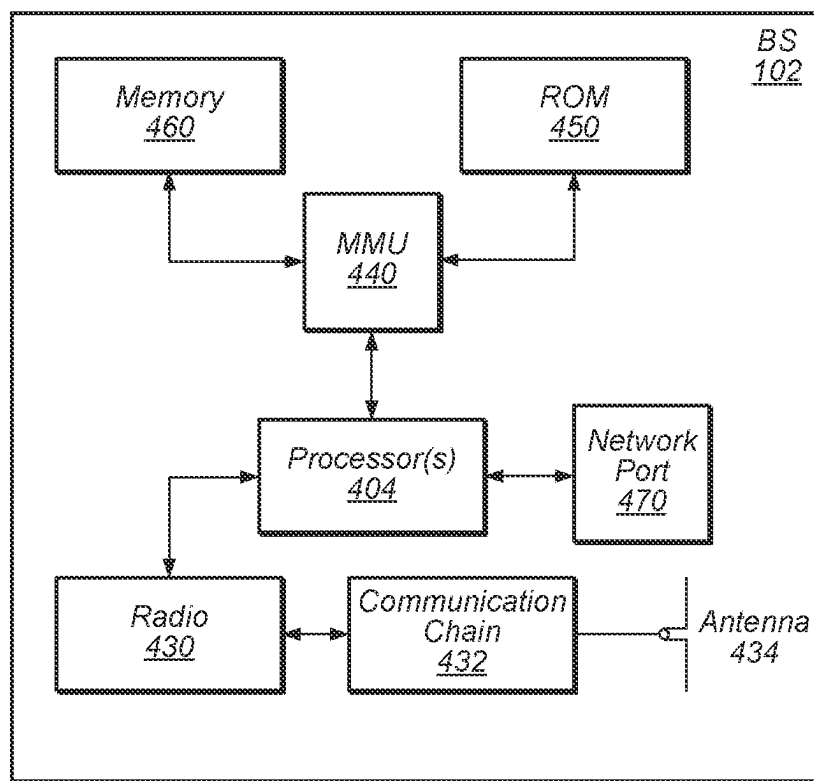 BS
102
Memory
460
ROM
450
MMU
440
Processor(s)
404
Network
Port
470
Radio
430
Communication
Chain
432
Antenna
434